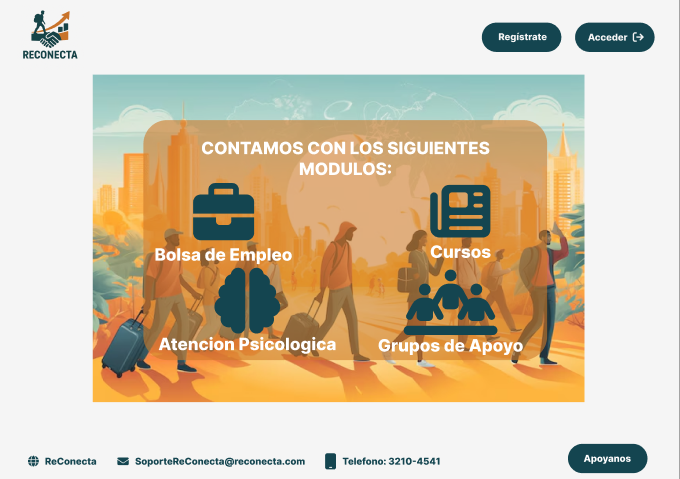 RECONECTA
Regístrate
Acceder
CONTAMOS CON LOS SIGUIENTES
MODULOS:
Bolsa de Empleo
Cursos
Atencion Psicologica
Grupos de Apoyo
ReConecta
SoporteReConecta@reconecta.com
Telefono: 3210-4541
Apoyanos